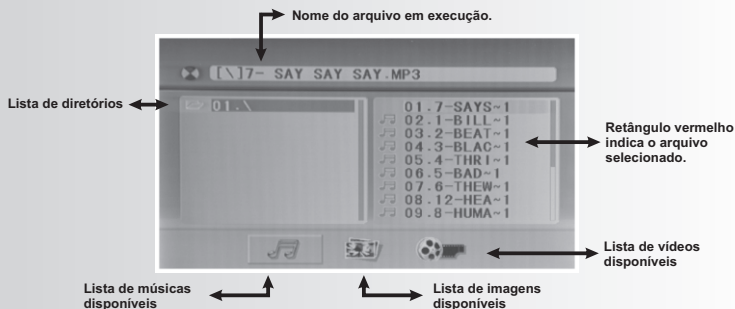 Nome do arquivo em execução.
[\]7- SAY SAY SAY.MP3
Lista de diretórios
01.\
01.7-SAYS~1
02.1-BILL~1
03.2-BEAT~1
04.3-BLAC~1
05.4-THRI~1
06.5-BAD~1
07.6-THEW~1
08.12-HEA~1
09.8-HUMA~1
Retângulo vermelho
indica o arquivo
selecionado.
Lista de vídeos
disponíveis
Lista de músicas
disponíveis
Lista de imagens
disponíveis